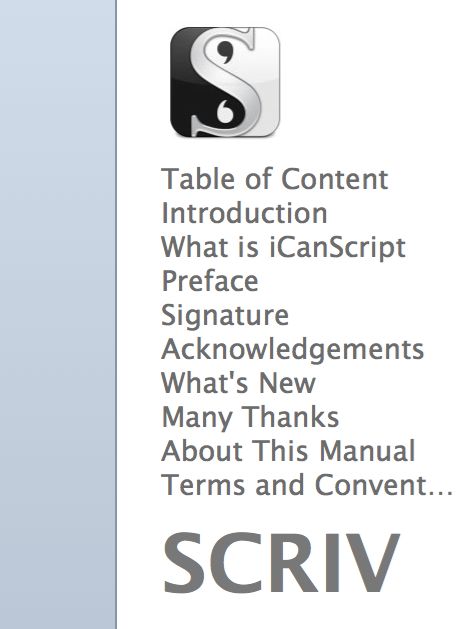 Table of Content
Introduction
What is iCanScript
Preface
Signature
Acknowledgements
What's New
Many Thanks
About This Manual
Terms and Convent…
SCRIV